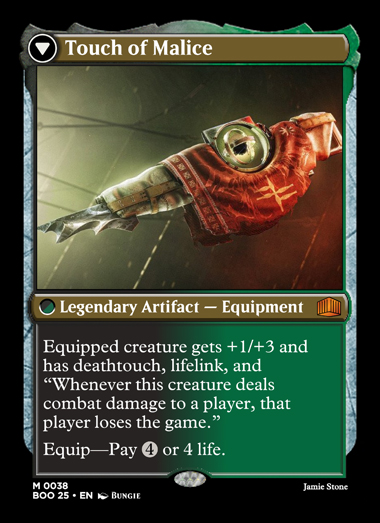 Touch of Malice
Legendary Artifact — Equipment
Equipped creature gets +1/+3 and
has deathtouch, lifelink, and
“Whenever this creature deals
combat damage to a player, that
player loses the game.”
Equip—Pay 4 or 4 life.
M 0038
BOO 25 • EN Bungie
Jamie Stone